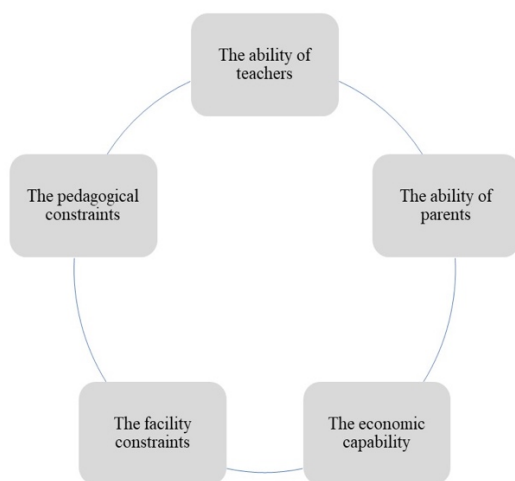 The ability of
teachers
The ability of
parents
The economic
capability
The facility
constraints
The pedagogical
constraints